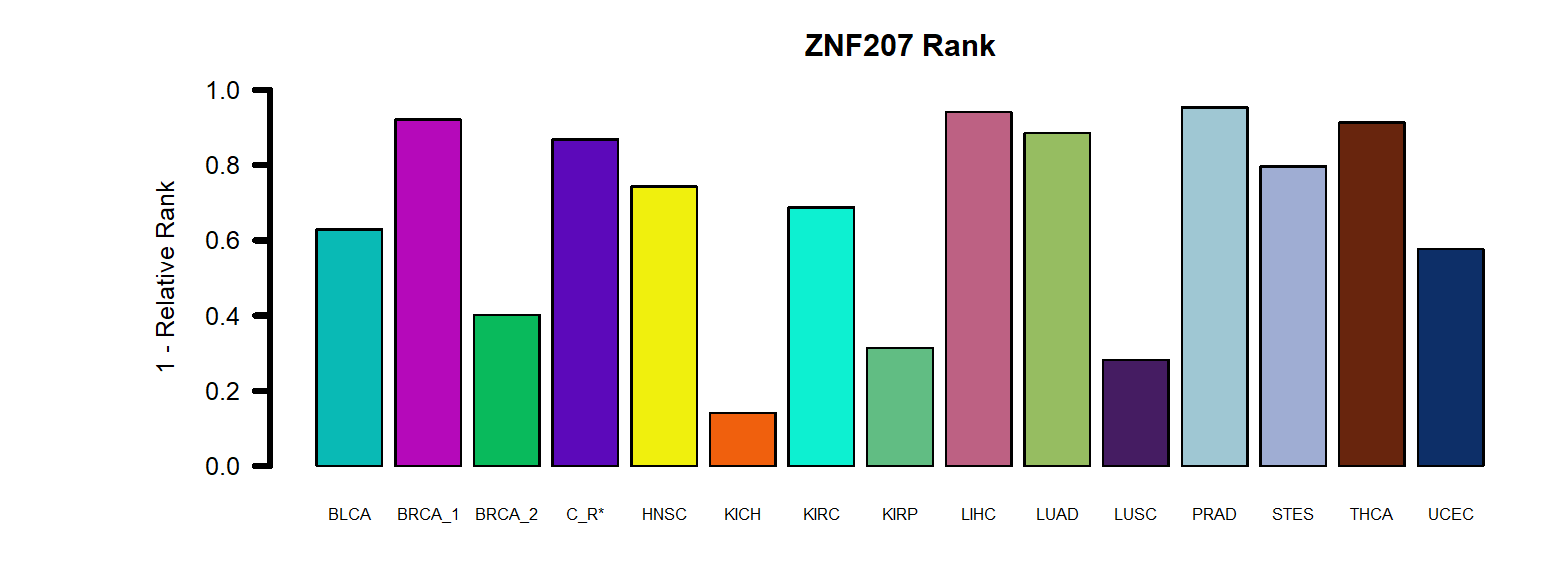 ZNF207 Rank
1 - Relative Rank
1.0
0.8
0.6
0.4
0.2
0.0
BLCA BRCA_1 BRCA_2 C_R* HNSC KICH KIRC KIRP LIHC LUAD LUSC PRAD STES THCA UCEC